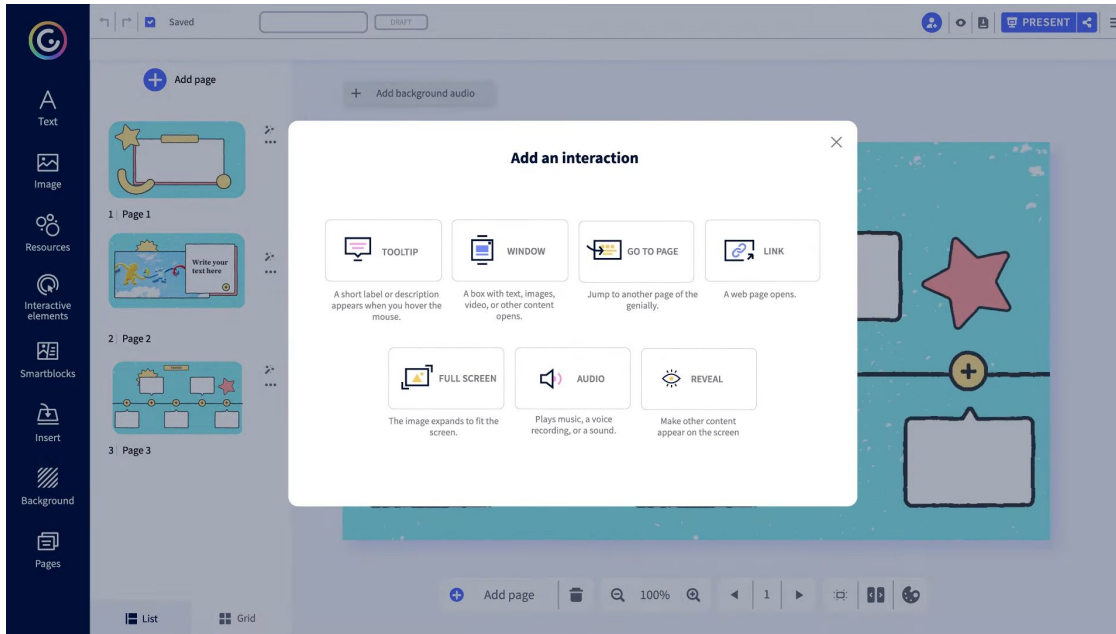 Saved
DRAFT
PRESENT
Text
Image
Resources
Interactive
elements
Smartblocks
Insert
Background
Pages
Add page
1 Page 1
Write your
text here
2 Page 2
3 Page 3
List
Grid
Add background audio
Add an interaction
TOOLTIP
A short label or description
appears when you hover the
mouse.
WINDOW
A box with text, images,
video, or other content
opens.
GO TO PAGE
Jump to another page of the
genially.
LINK
A web page opens.
FULL SCREEN
The image expands to fit the
screen.
AUDIO
Plays music, a voice
recording, or a sound.
REVEAL
Make other content
appear on the screen
Add page
100%
1